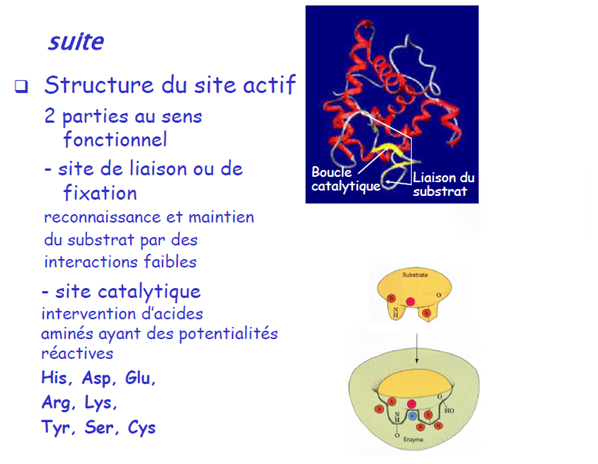 suite
❑ Structure du site actif
2 parties au sens
fonctionnel
- site de liaison ou de
fixation
reconnaissance et maintien
du substrat par des
interactions faibles
- site catalytique
intervention d'acides
aminés ayant des potentialités
réactives
His, Asp, Glu,
Arg, Lys,
Tyr, Ser, Cys
Boucle
catalytique
Liaison du
substrat
Substrate
O
N
H
O
HO
N
H
O
Enzyme